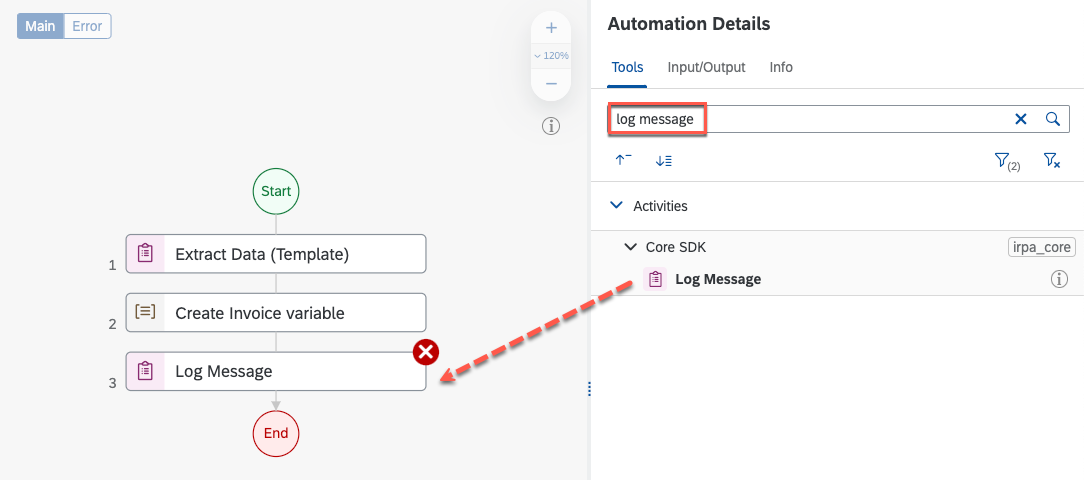 Main Error
120%
Start
1 Extract Data (Template)
2 Create Invoice variable
3 Log Message
End
Automation Details
Tools Input/Output Info
log message
(2)
Activities
Core SDK irpa_core
Log Message